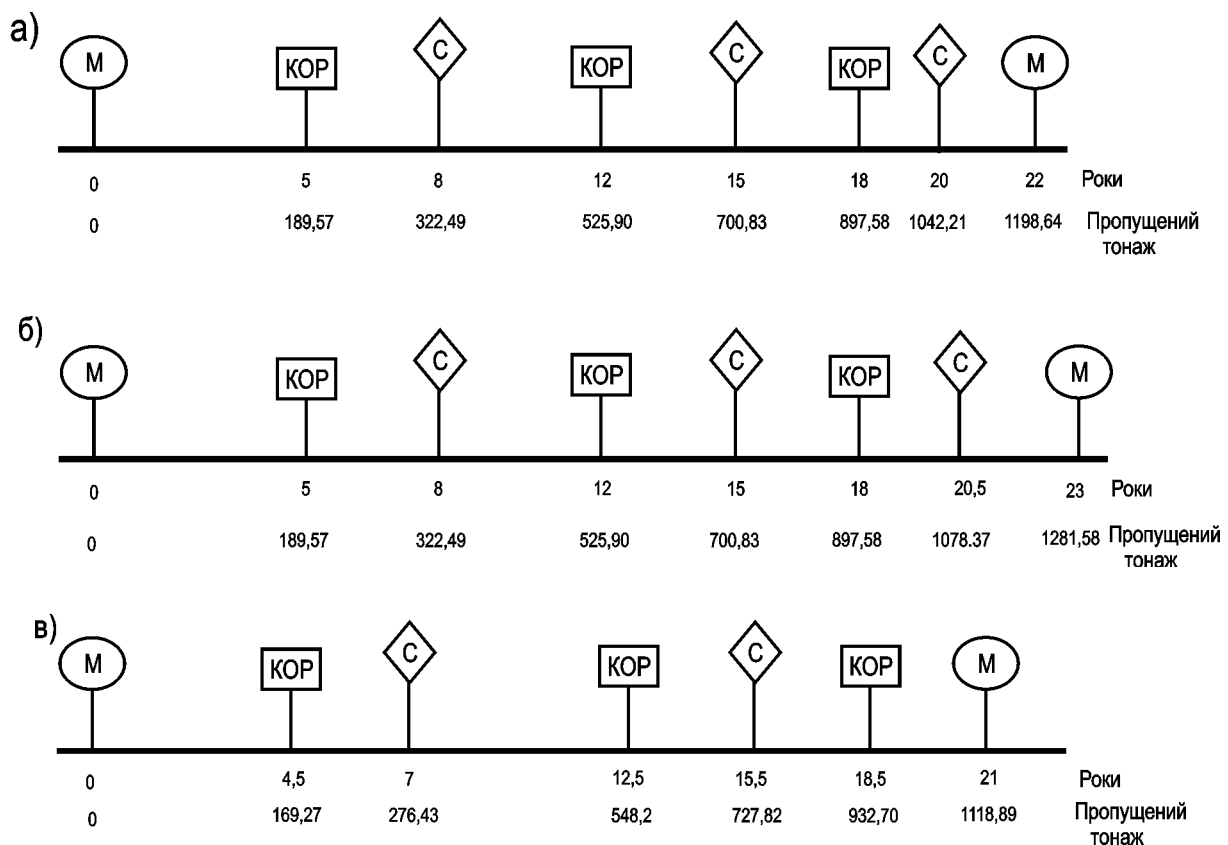 а)
М КОР С КОР С КОР С М
0 5 8 12 15 18 20 22 Роки
0 189,57 322,49 525,90 700,83 897,58 1042,21 1198,64 Пропущений
тонаж
б)
М КОР С КОР С КОР С М
0 5 8 12 15 18 20,5 23 Роки
0 189,57 322,49 525,90 700,83 897,58 1078.37 1281,58 Пропущений
тонаж
в)
М КОР С КОР С КОР М
0 4,5 7 12,5 15,5 18,5 21 Роки
0 169,27 276,43 548,2 727,82 932,70 1118,89 Пропущений
тонаж